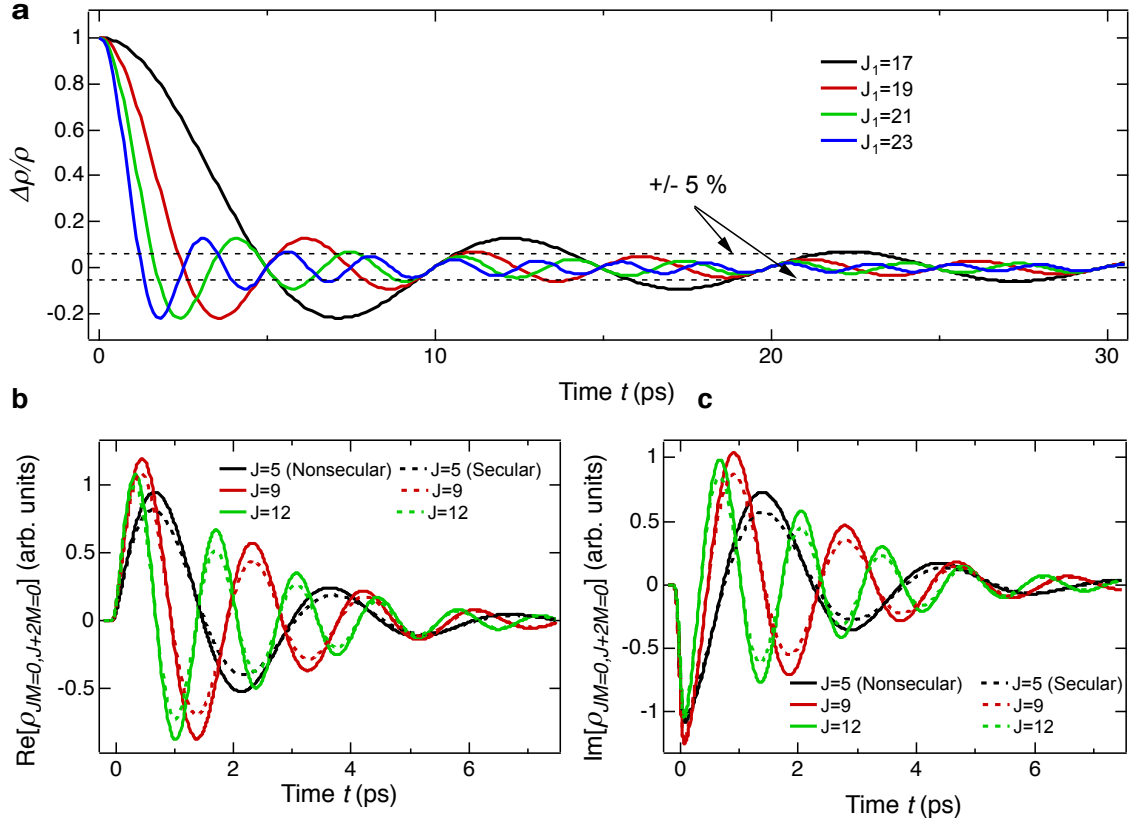 a
Δρ/ρ
1
0.8
0.6
0.4
0.2
0
-0.2
J1=17
J1=19
J1=21
J1=23
+/- 5 %
0 10 20 30
Time t (ps)
b
Re[ρJM=0,J+2M=0] (arb. units)
1
0.5
0
-0.5
J=5 (Nonsecular) J=5 (Secular)
J=9 J=9
J=12 J=12
0 2 4 6
Time t (ps)
c
Im[ρJM=0,J+2M=0] (arb. units)
1
0.5
0
-0.5
-1
J=5 (Nonsecular) J=5 (Secular)
J=9 J=9
J=12 J=12
0 2 4 6
Time t (ps)